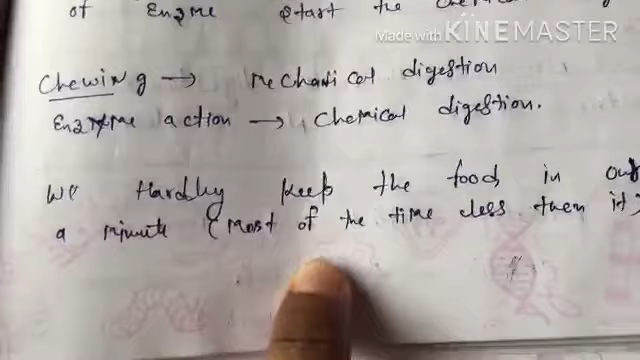 of Enzme start the
Made with KINEMASTER
Chewing → Mechanical digestion
Enzyme action → Chemical digestion.
We Hardly keep the food in our
a minute (most of the time less then it)